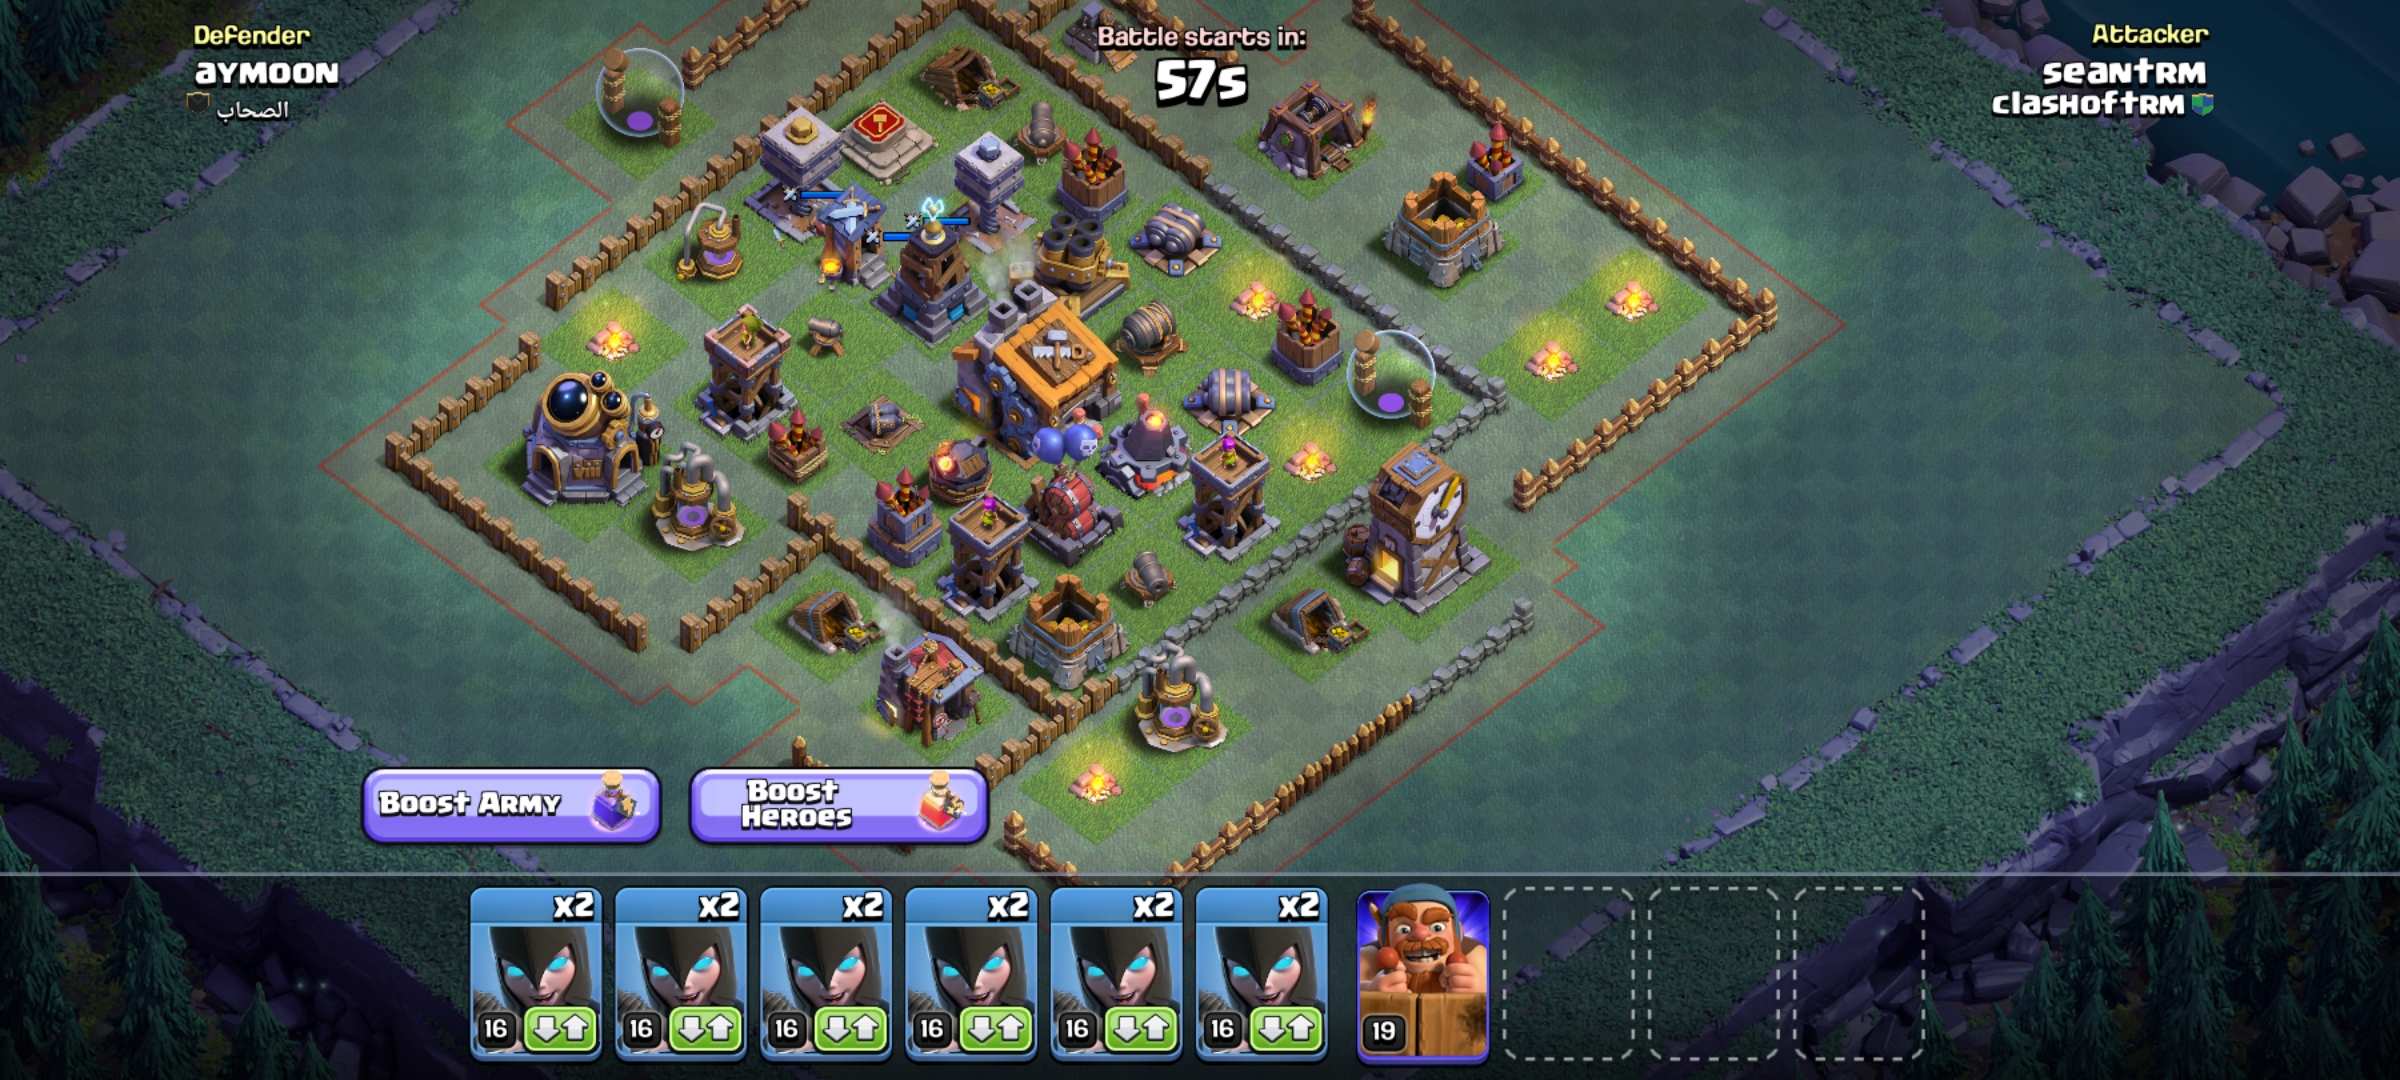 Defender
aymoon
الصحاب
Battle starts in:
57s
Attacker
seantrm
clashoftrm
Boost Army
Boost
Heroes
x2
x2
x2
x2
x2
x2
16
16
16
16
16
16
19